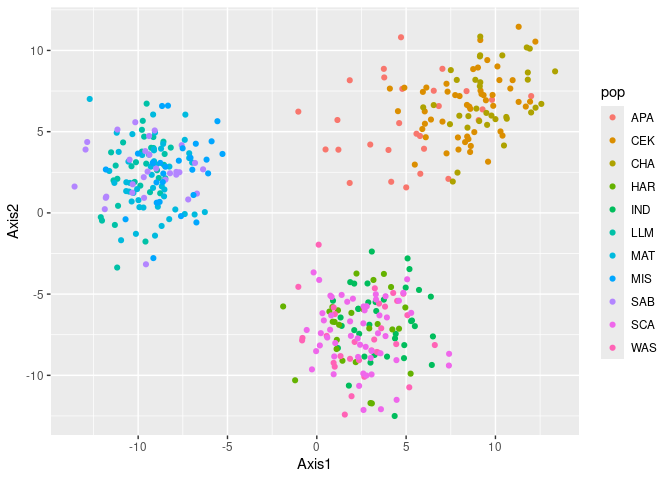 10
5
0
-5
-10
Axis2
-10
-5
0
5
10
Axis1
pop
APA
CEK
CHA
HAR
IND
LLM
MAT
MIS
SAB
SCA
WAS